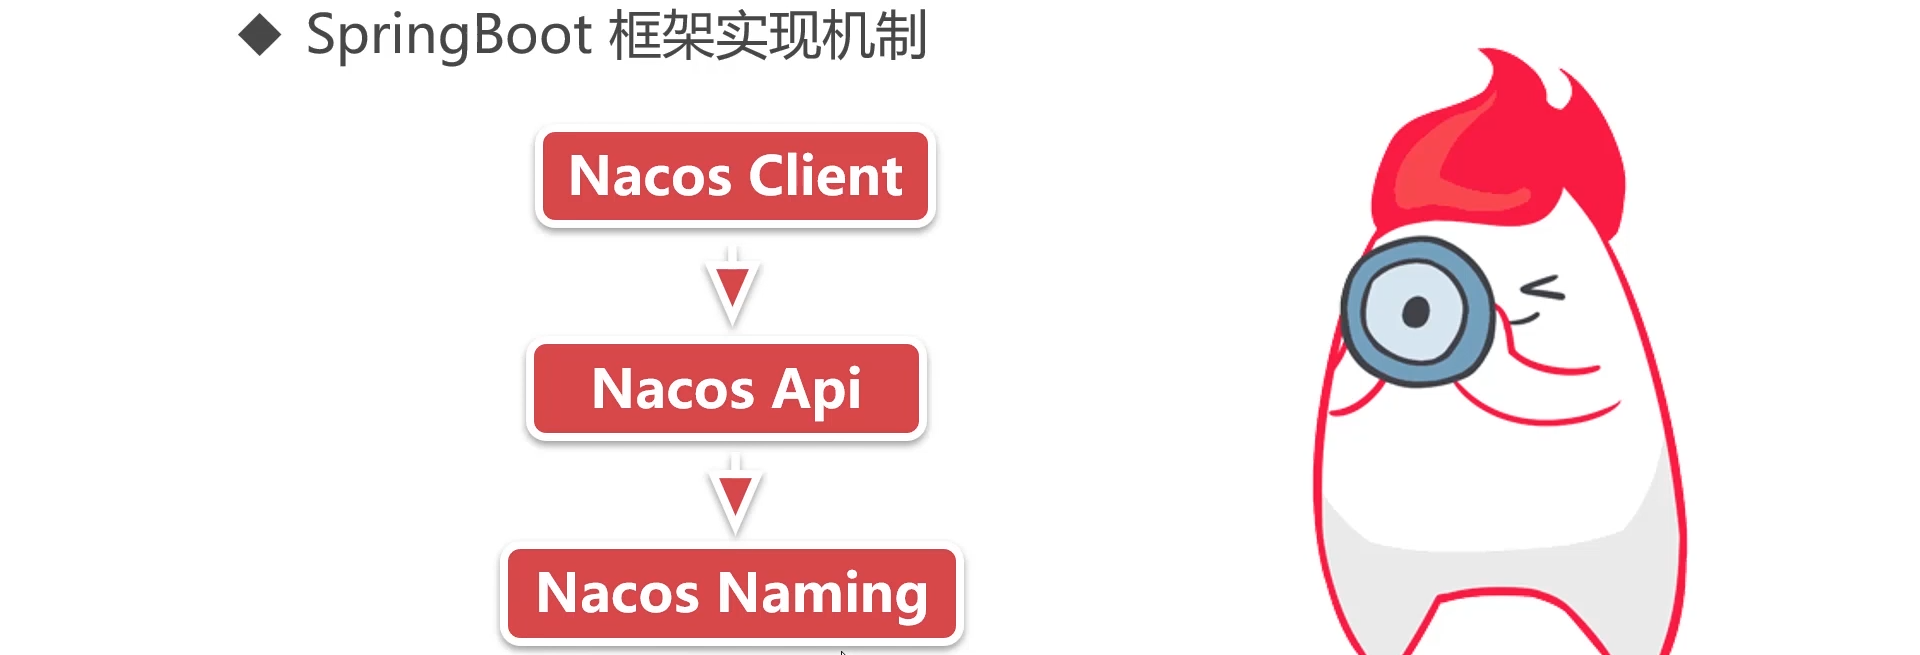 ◆ SpringBoot 框架实现机制
Nacos Client
Nacos Api
Nacos Naming